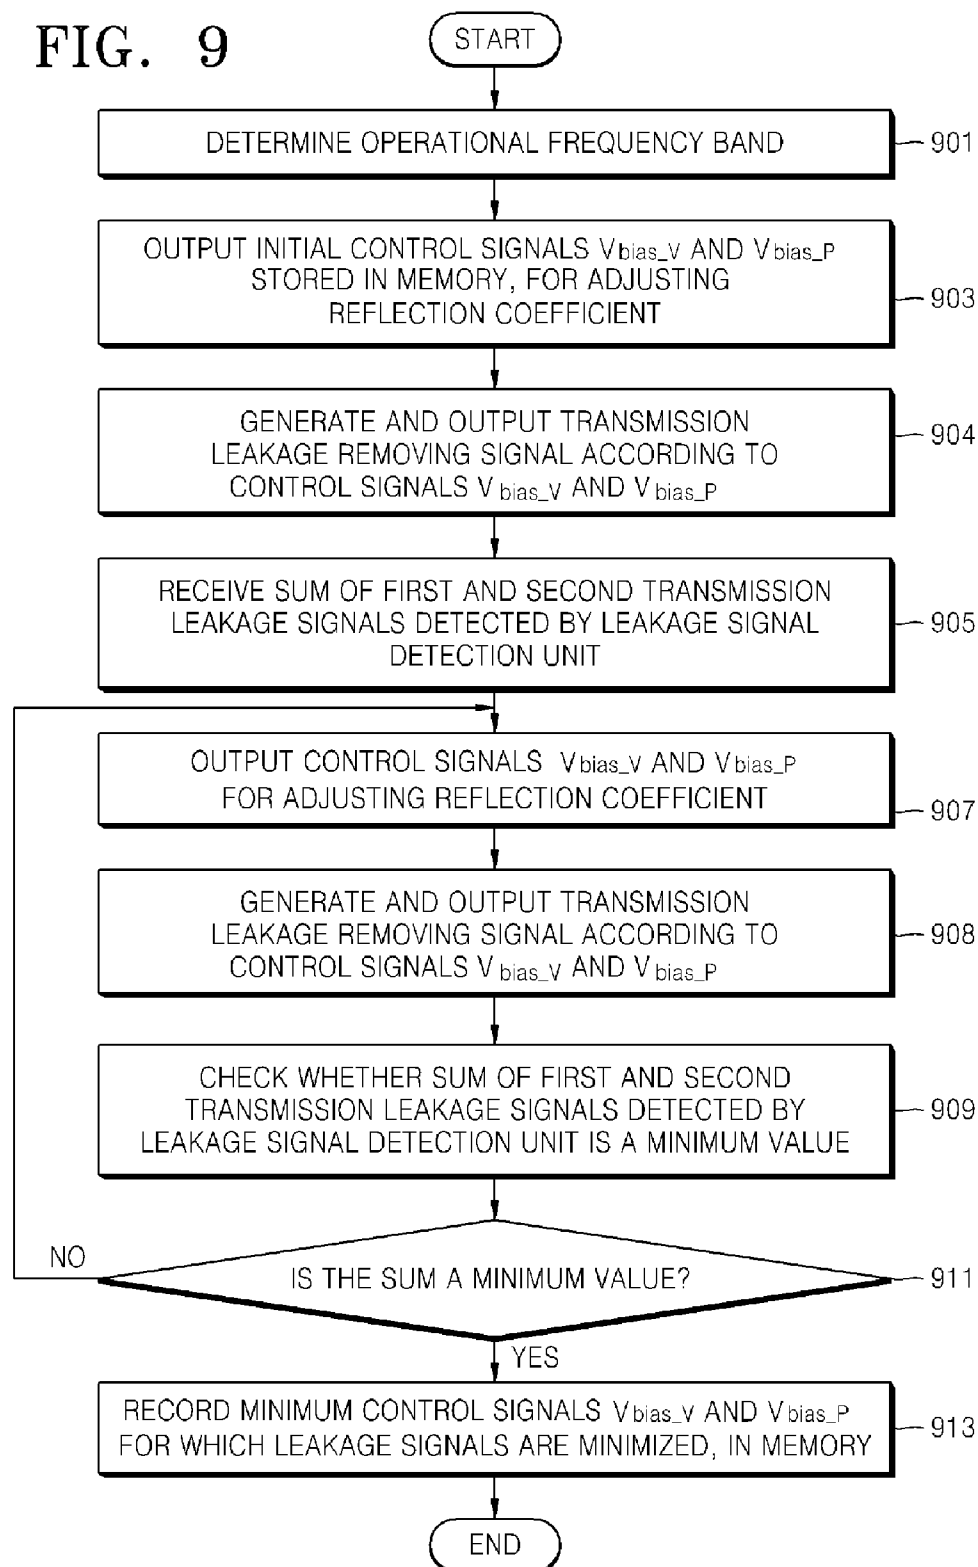 FIG. 9
START
DETERMINE OPERATIONAL FREQUENCY BAND
901
OUTPUT INITIAL CONTROL SIGNALS Vbias_V AND Vbias_P
STORED IN MEMORY, FOR ADJUSTING
REFLECTION COEFFICIENT
903
GENERATE AND OUTPUT TRANSMISSION
LEAKAGE REMOVING SIGNAL ACCORDING TO
CONTROL SIGNALS Vbias_V AND Vbias_P
904
RECEIVE SUM OF FIRST AND SECOND TRANSMISSION
LEAKAGE SIGNALS DETECTED BY LEAKAGE SIGNAL
DETECTION UNIT
905
OUTPUT CONTROL SIGNALS Vbias_V AND Vbias_P
FOR ADJUSTING REFLECTION COEFFICIENT
907
GENERATE AND OUTPUT TRANSMISSION
LEAKAGE REMOVING SIGNAL ACCORDING TO
CONTROL SIGNALS Vbias_V AND Vbias_P
908
CHECK WHETHER SUM OF FIRST AND SECOND
TRANSMISSION LEAKAGE SIGNALS DETECTED BY
LEAKAGE SIGNAL DETECTION UNIT IS A MINIMUM VALUE
909
NO
IS THE SUM A MINIMUM VALUE?
911
YES
RECORD MINIMUM CONTROL SIGNALS Vbias_V AND Vbias_P
FOR WHICH LEAKAGE SIGNALS ARE MINIMIZED, IN MEMORY
913
END